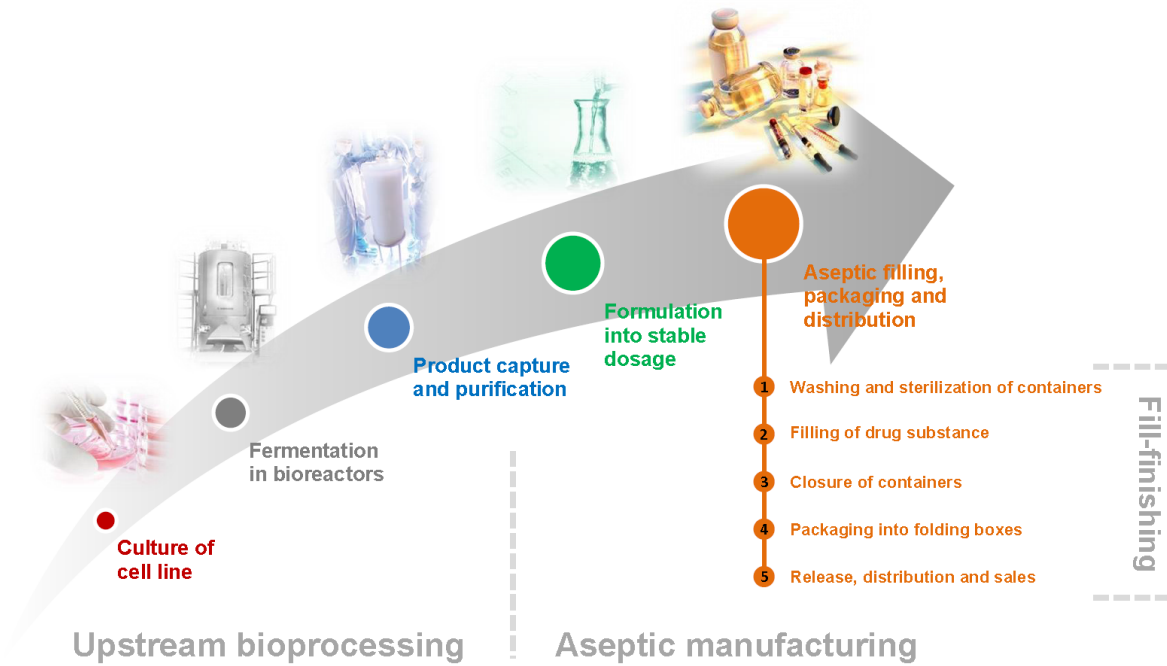 Aseptic filling,
packaging and
distribution
Formulation
into stable
dosage
Product capture
and purification
Fermentation
in bioreactors
Culture of
cell line
1 Washing and sterilization of containers
2 Filling of drug substance
3 Closure of containers
4 Packaging into folding boxes
5 Release, distribution and sales
Fill-finishing
Upstream bioprocessing
Aseptic manufacturing